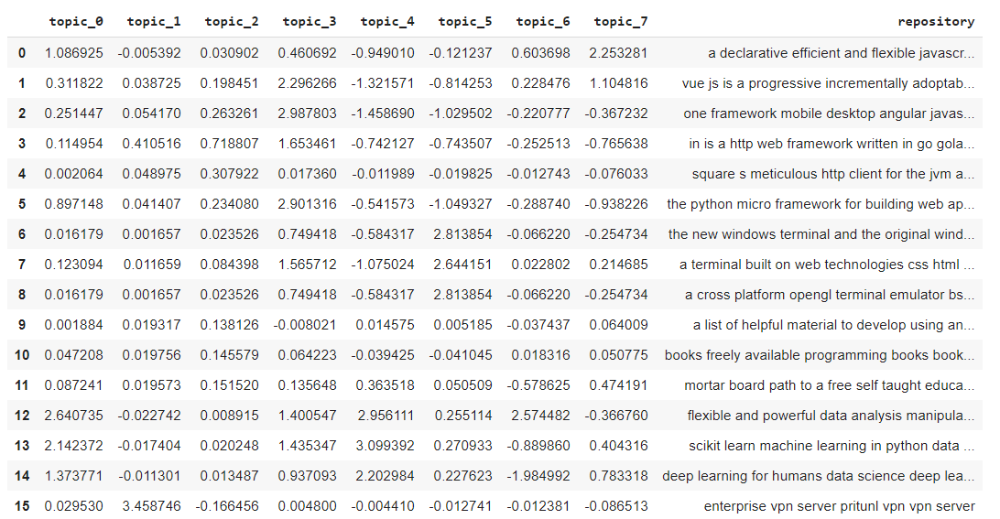 topic_0 topic_1 topic_2 topic_3 topic_4 topic_5 topic_6 topic_7 repository
0 1.086925 -0.005392 0.030902 0.460692 -0.949010 -0.121237 0.603698 2.253281 a declarative efficient and flexible javascr...
1 0.311822 0.038725 0.198451 2.296266 -1.321571 -0.814253 0.228476 1.104816 vue js is a progressive incrementally adoptab...
2 0.251447 0.054170 0.263261 2.987803 -1.458690 -1.029502 -0.220777 -0.367232 one framework mobile desktop angular javas...
3 0.114954 0.410516 0.718807 1.653461 -0.742127 -0.743507 -0.252513 -0.765638 in is a http web framework written in go gola...
4 0.002064 0.048975 0.307922 0.017360 -0.011989 -0.019825 -0.012743 -0.076033 square s meticulous http client for the jvm a...
5 0.897148 0.041407 0.234080 2.901316 -0.541573 -1.049327 -0.288740 -0.938226 the python micro framework for building web ap...
6 0.016179 0.001657 0.023526 0.749418 -0.584317 2.813854 -0.066220 -0.254734 the new windows terminal and the original wind...
7 0.123094 0.011659 0.084398 1.565712 -1.075024 2.644151 0.022802 0.214685 a terminal built on web technologies css html ...
8 0.016179 0.001657 0.023526 0.749418 -0.584317 2.813854 -0.066220 -0.254734 a cross platform opengl terminal emulator bs...
9 0.001884 0.019317 0.138126 -0.008021 0.014575 0.005185 -0.037437 0.064009 a list of helpful material to develop using an...
10 0.047208 0.019756 0.145579 0.064223 -0.039425 -0.041045 0.018316 0.050775 books freely available programming books book...
11 0.087241 0.019573 0.151520 0.135648 0.363518 0.050509 -0.578625 0.474191 mortar board path to a free self taught educa...
12 2.640735 -0.022742 0.008915 1.400547 2.956111 0.255114 2.574482 -0.366760 flexible and powerful data analysis manipula...
13 2.142372 -0.017404 0.020248 1.435347 3.099392 0.270933 -0.889860 0.404316 scikit learn machine learning in python data ...
14 1.373771 -0.011301 0.013487 0.937093 2.202984 0.227623 -1.984992 0.783318 deep learning for humans data science deep lea...
15 0.029530 3.458746 -0.166456 0.004800 -0.004410 -0.012741 -0.012381 -0.086513 enterprise vpn server pritunl vpn vpn server